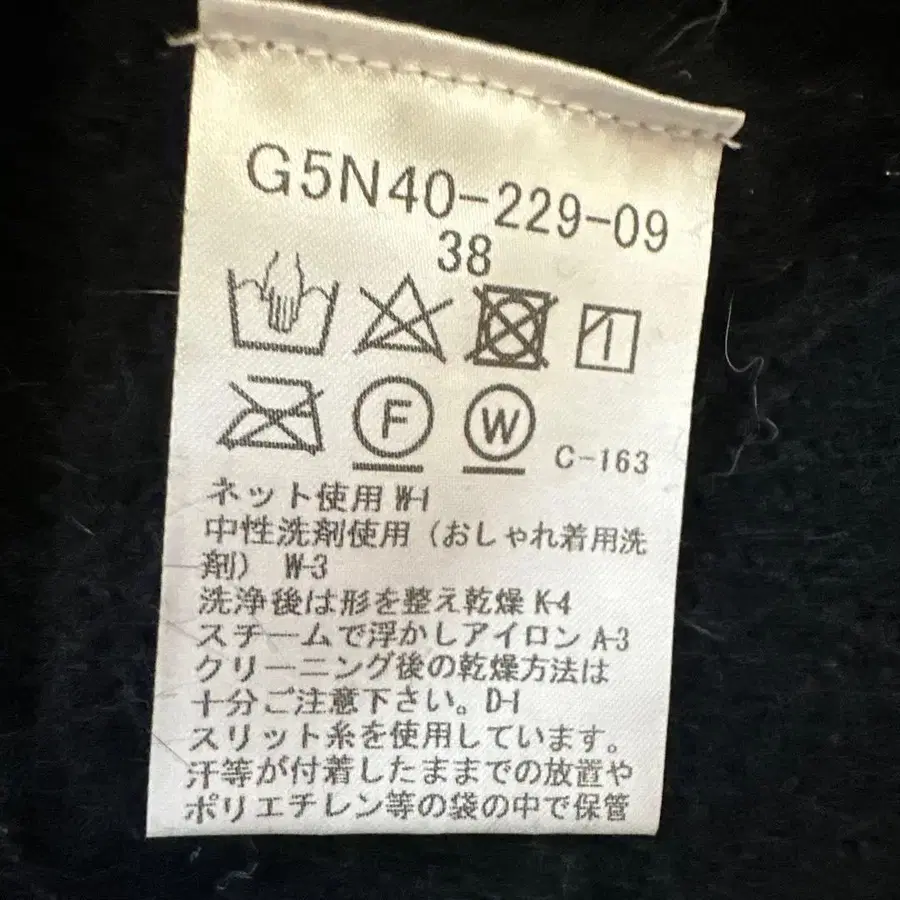 G5N40-229-09
38
F W C-163
ネット使用 W-1
中性洗剤使用（おしゃれ着用洗
剤） W-3
洗浄後は形を整え乾燥 K-4
スチームで浮かしアイロン A-3
クリーニング後の乾燥方法は
十分ご注意下さい。D-1
スリット糸を使用しています。
汗等が付着したままでの放置や
ポリエチレン等の袋の中で保管